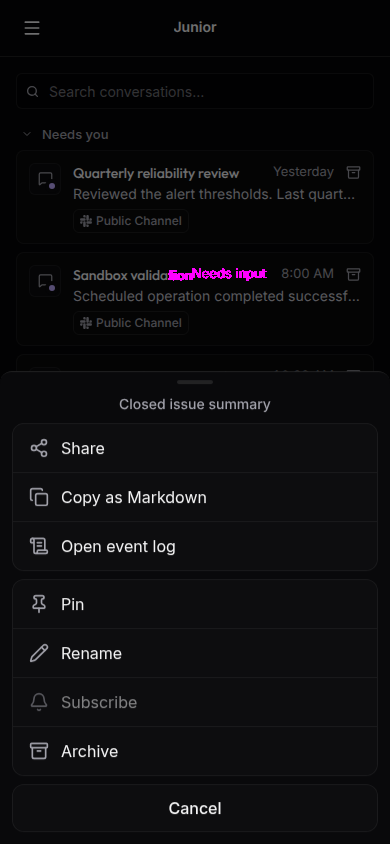 Junior
Search conversations...
Needs you
Quarterly reliability review
Yesterday
Reviewed the alert thresholds. Last quart...
Public Channel
Sandbox valida
Needs input
8:00 AM
Scheduled operation completed successf...
Public Channel
Closed issue summary
Share
Copy as Markdown
Open event log
Pin
Rename
Subscribe
Archive
Cancel